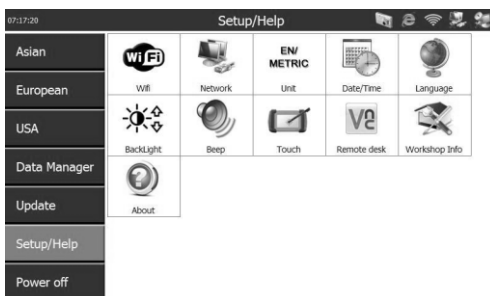 07:17:20
Setup/Help
Asian
European
USA
Data Manager
Update
Setup/Help
Power off
WiFi
Wifi
Network
EN/
METRIC
Unit
Date/Time
Language
BackLight
Beep
Touch
VNC
Remote desk
Workshop Info
About